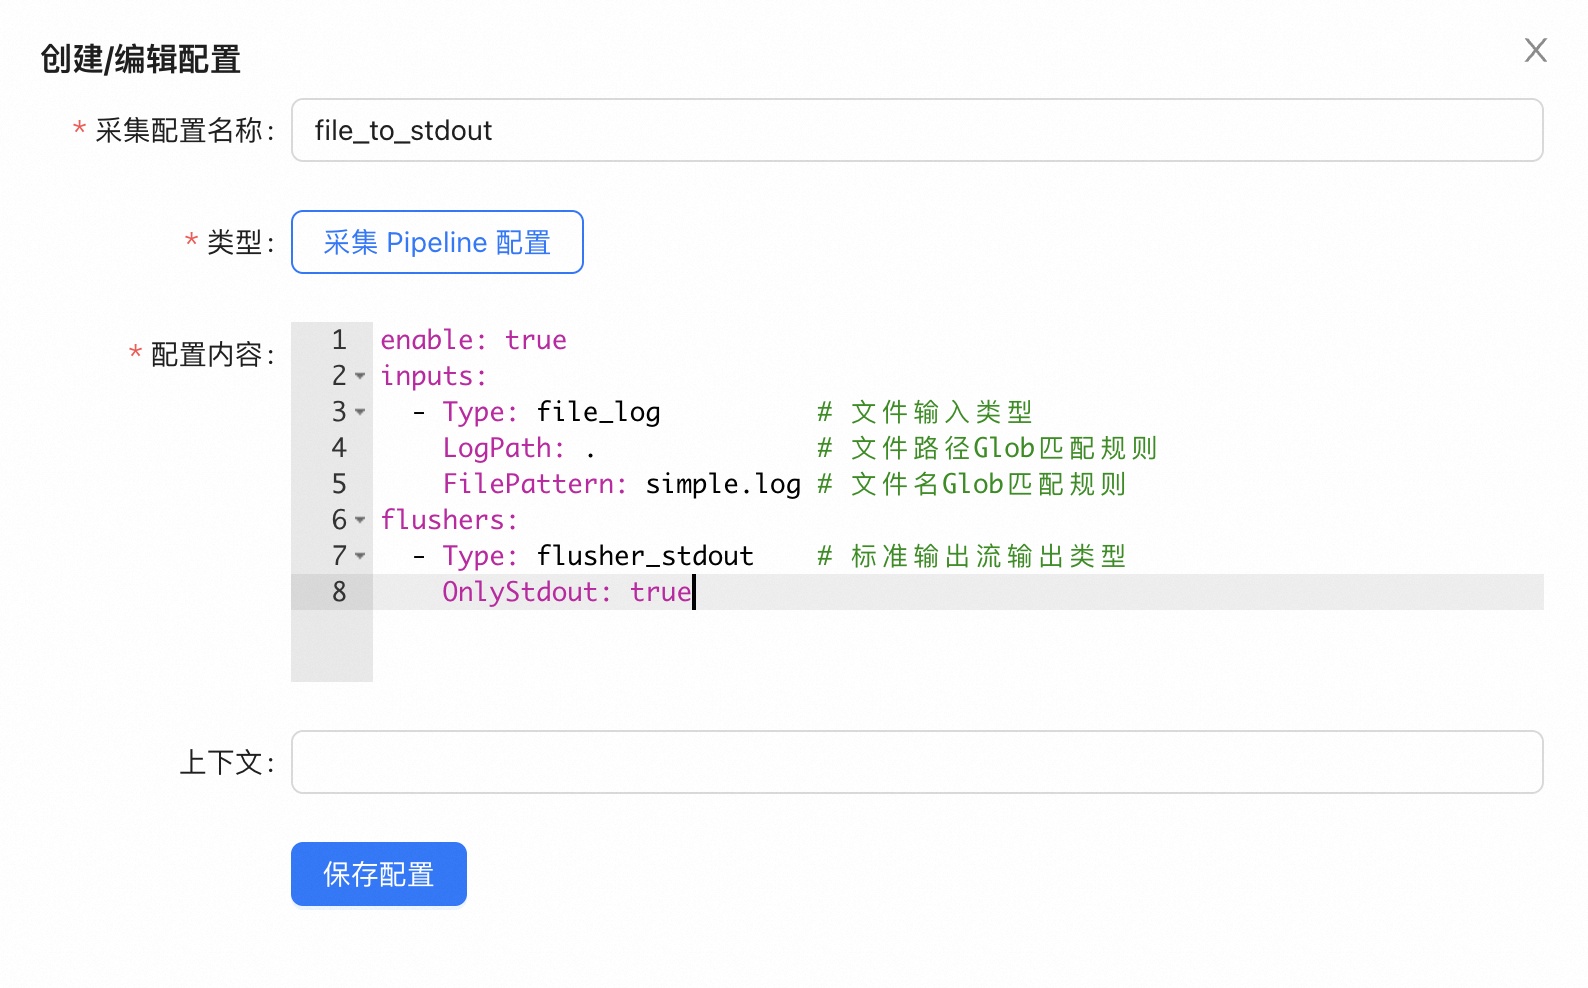 创建/编辑配置
X
* 采集配置名称: file_to_stdout
* 类型: 采集 Pipeline 配置
* 配置内容:
1 enable: true
2 inputs:
3   - Type: file_log          # 文件输入类型
4     LogPath: .              # 文件路径Glob匹配规则
5     FilePattern: simple.log # 文件名Glob匹配规则
6 flushers:
7   - Type: flusher_stdout    # 标准输出流输出类型
8     OnlyStdout: true
上下文:
保存配置